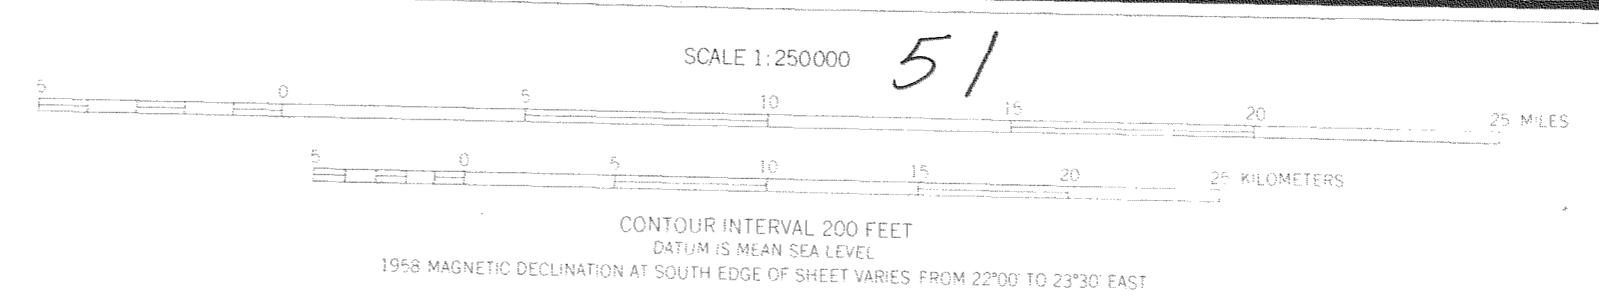 SCALE 1:250000 51
5 0 5 10 15 20 25 MILES
5 0 5 10 15 20 25 KILOMETERS
CONTOUR INTERVAL 200 FEET
DATUM IS MEAN SEA LEVEL
1958 MAGNETIC DECLINATION AT SOUTH EDGE OF SHEET VARIES FROM 22°00' TO 23°30' EAST